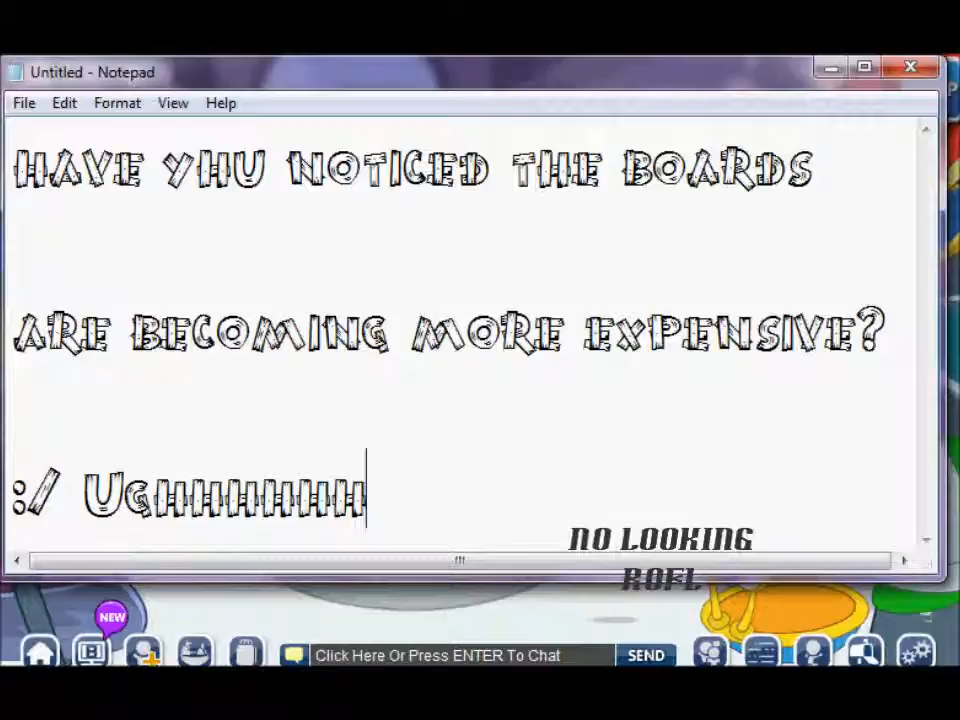 Untitled - Notepad
File Edit Format View Help
HAVE YHU NOTICED THE BOARDS
ARE BECOMING MORE EXPENSIVE?
:/ UGHHHHHH
NO LOOKING
ROFL
NEW
Click Here Or Press ENTER To Chat SEND